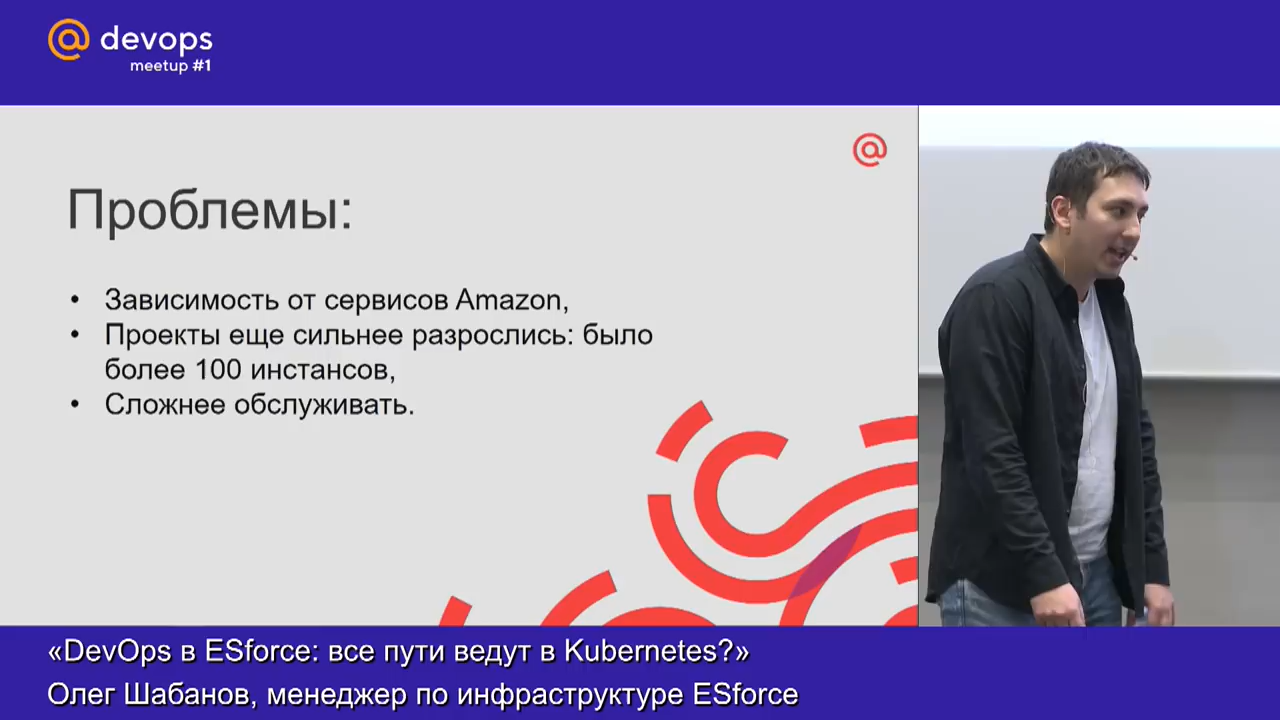 @ devops
meetup #1
@
Проблемы:
• Зависимость от сервисов Amazon,
• Проекты еще сильнее разрослись: было
более 100 инстансов,
• Сложнее обслуживать.
«DevOps в ESforce: все пути ведут в Kubernetes?»
Олег Шабанов, менеджер по инфраструктуре ESforce